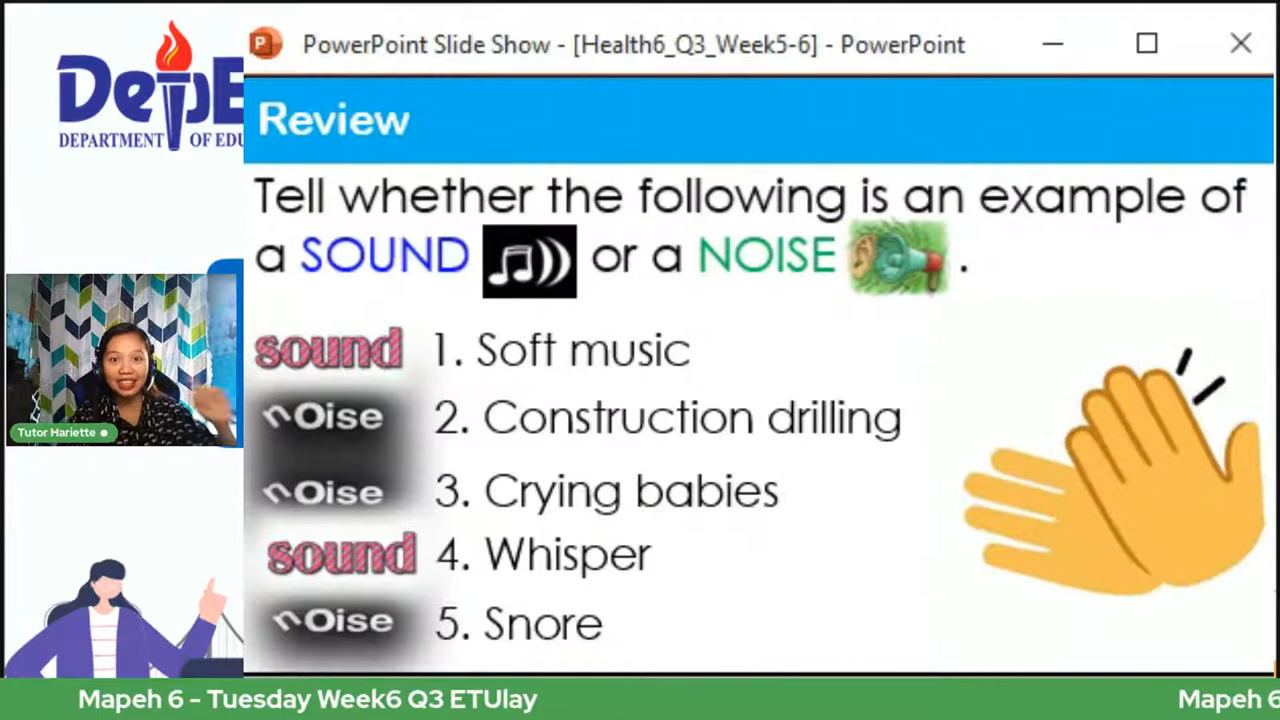 PowerPoint Slide Show - [Health6_Q3_Week5-6] - PowerPoint
DepE
DEPARTMENT OF EDU
Review
Tell whether the following is an example of
a SOUND or a NOISE .
sound 1. Soft music
nOise 2. Construction drilling
nOise 3. Crying babies
sound 4. Whisper
nOise 5. Snore
Tutor Hariette
Mapeh 6 - Tuesday Week6 Q3 ETUlay
Mapeh 6